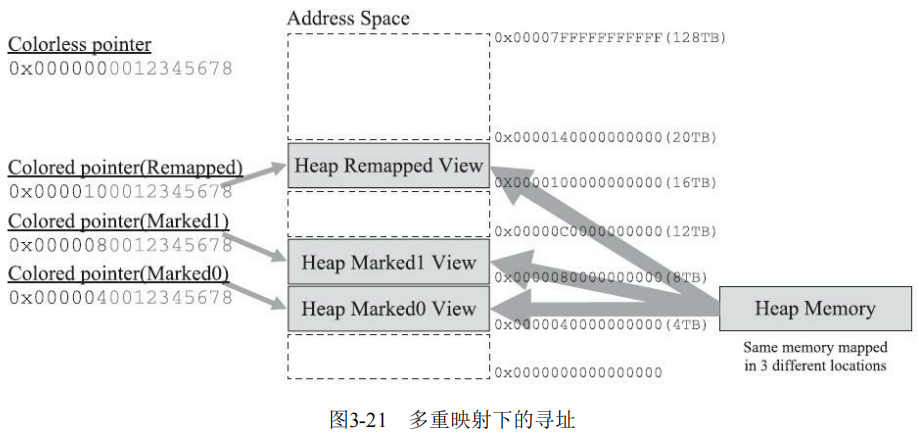 Address Space
0x00007FFFFFFFFFFF(128TB)
Colorless pointer
0x0000000012345678
0x0000140000000000(20TB)
Colored pointer(Remapped)
0x0000100012345678
Heap Remapped View
0x0000100000000000(16TB)
Colored pointer(Marked1)
0x0000080012345678
0x00000C0000000000(12TB)
Heap Marked1 View
Colored pointer(Marked0)
0x0000040012345678
0x0000080000000000(8TB)
Heap Marked0 View
Heap Memory
0x0000040000000000(4TB)
Same memory mapped
in 3 different locations
0x0000000000000000
图3-21 多重映射下的寻址